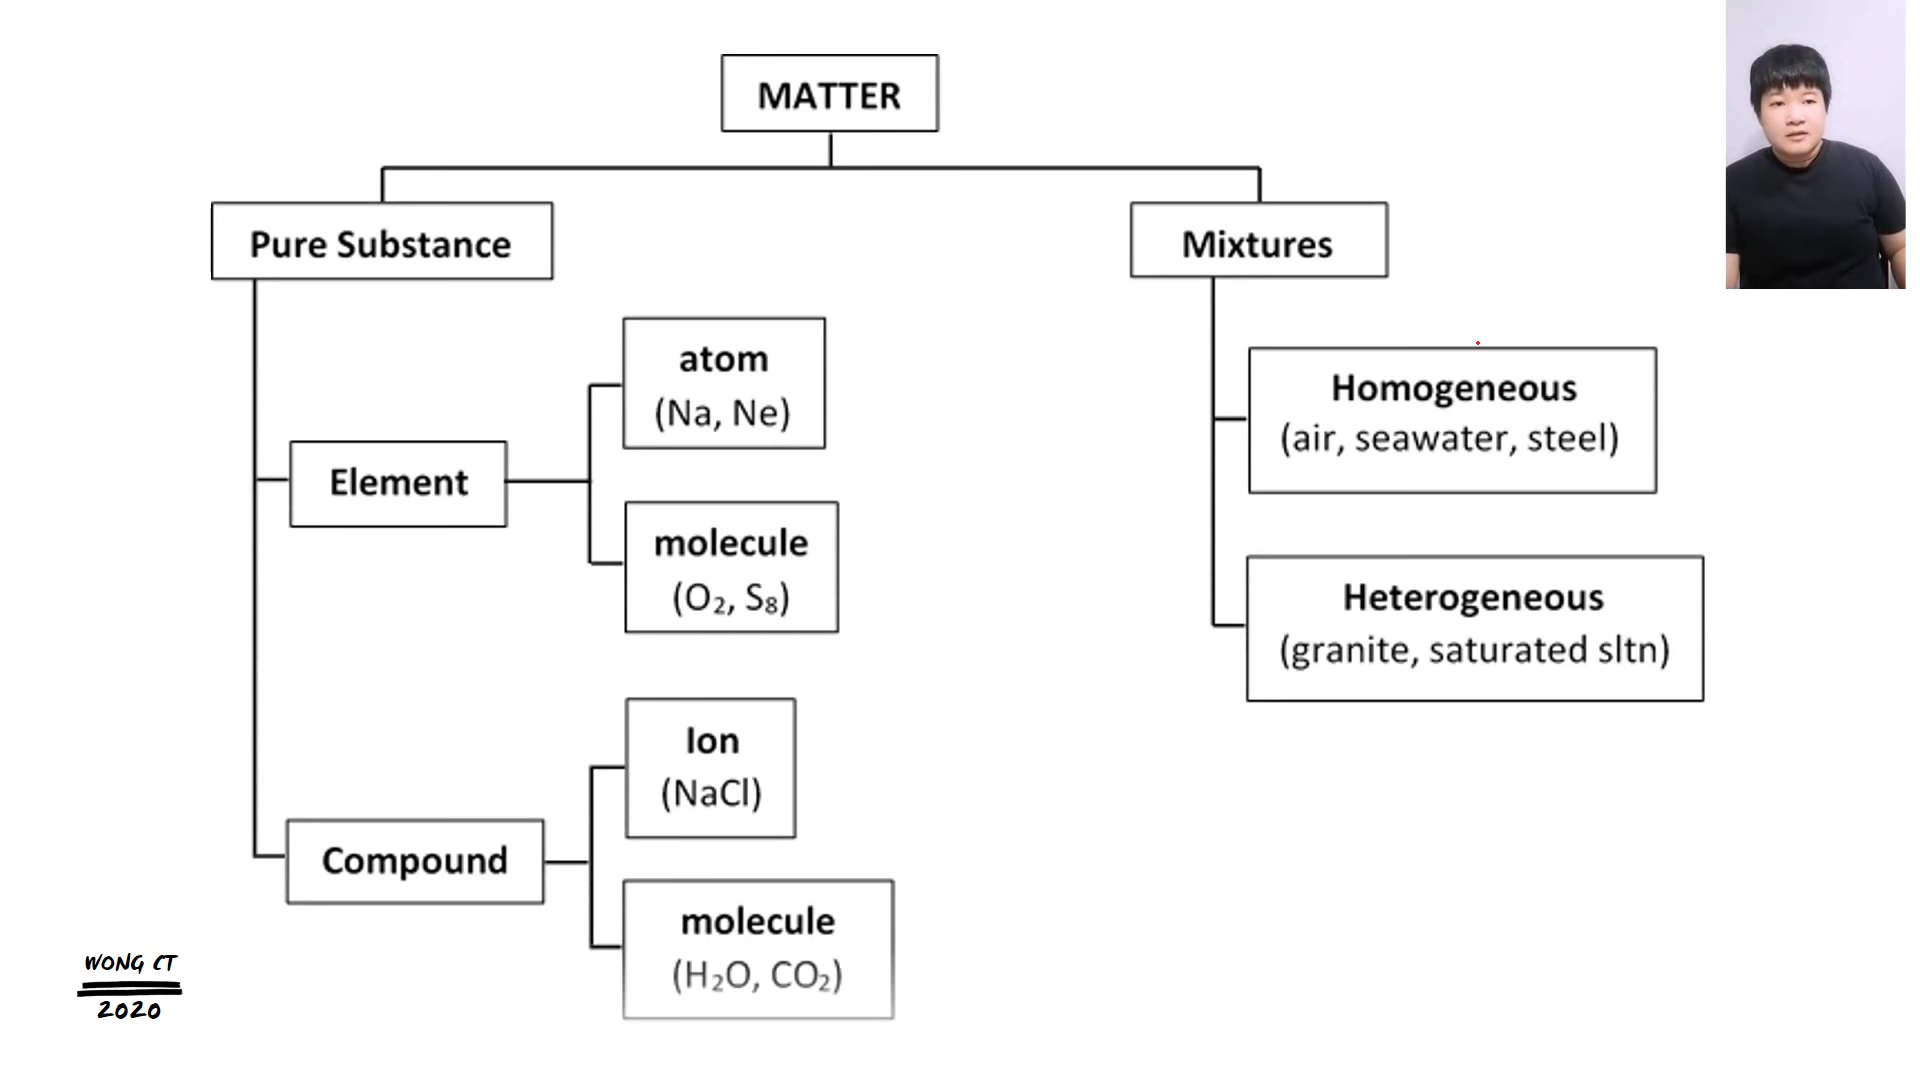 MATTER
Pure Substance
Mixtures
atom
(Na, Ne)
Homogeneous
(air, seawater, steel)
Element
molecule
(O₂, S₈)
Heterogeneous
(granite, saturated sltn)
Ion
(NaCl)
Compound
molecule
(H₂O, CO₂)
WONG CT
2020